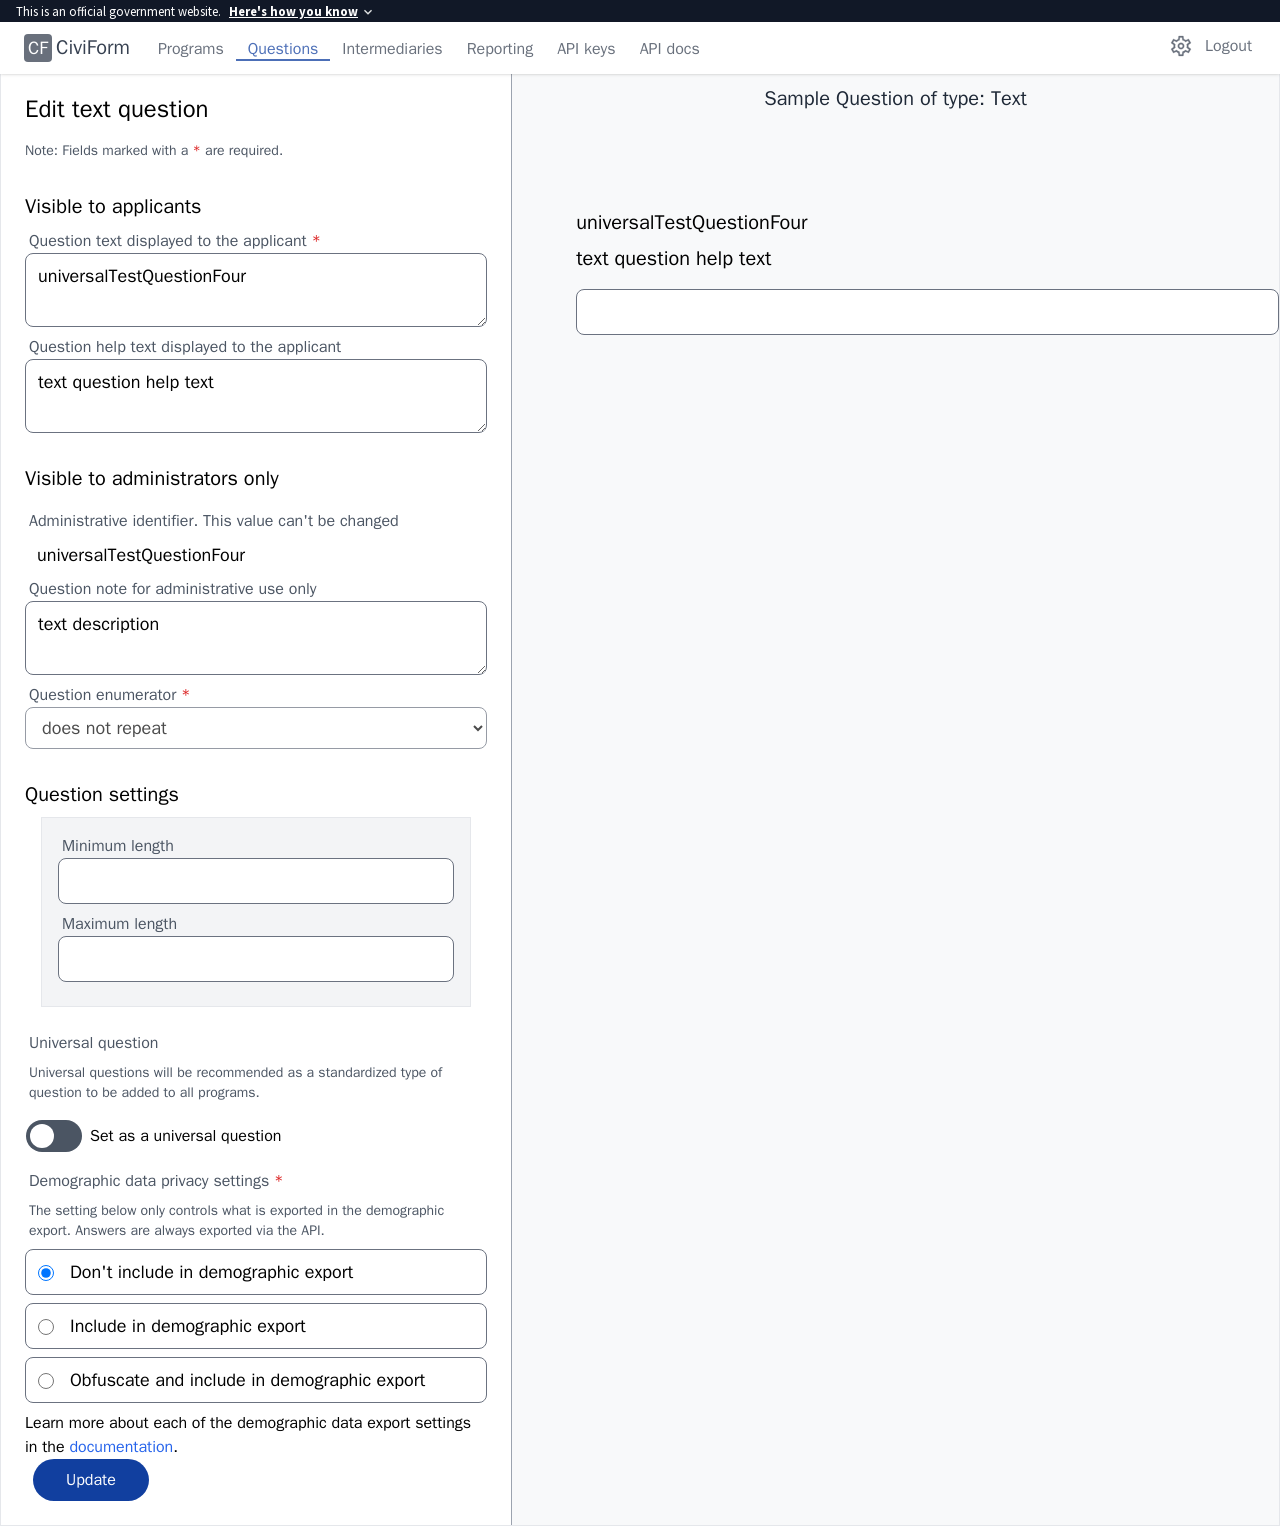 This is an official government website. Here's how you know
CF CiviForm Programs Questions Intermediaries Reporting API keys API docs Logout
Edit text question
Note: Fields marked with a * are required.
Visible to applicants
Question text displayed to the applicant *
universalTestQuestionFour
Question help text displayed to the applicant
text question help text
Visible to administrators only
Administrative identifier. This value can't be changed
universalTestQuestionFour
Question note for administrative use only
text description
Question enumerator *
does not repeat
Question settings
Minimum length
Maximum length
Universal question
Universal questions will be recommended as a standardized type of
question to be added to all programs.
Set as a universal question
Demographic data privacy settings *
The setting below only controls what is exported in the demographic
export. Answers are always exported via the API.
Don't include in demographic export
Include in demographic export
Obfuscate and include in demographic export
Learn more about each of the demographic data export settings
in the documentation.
Update
Sample Question of type: Text
universalTestQuestionFour
text question help text